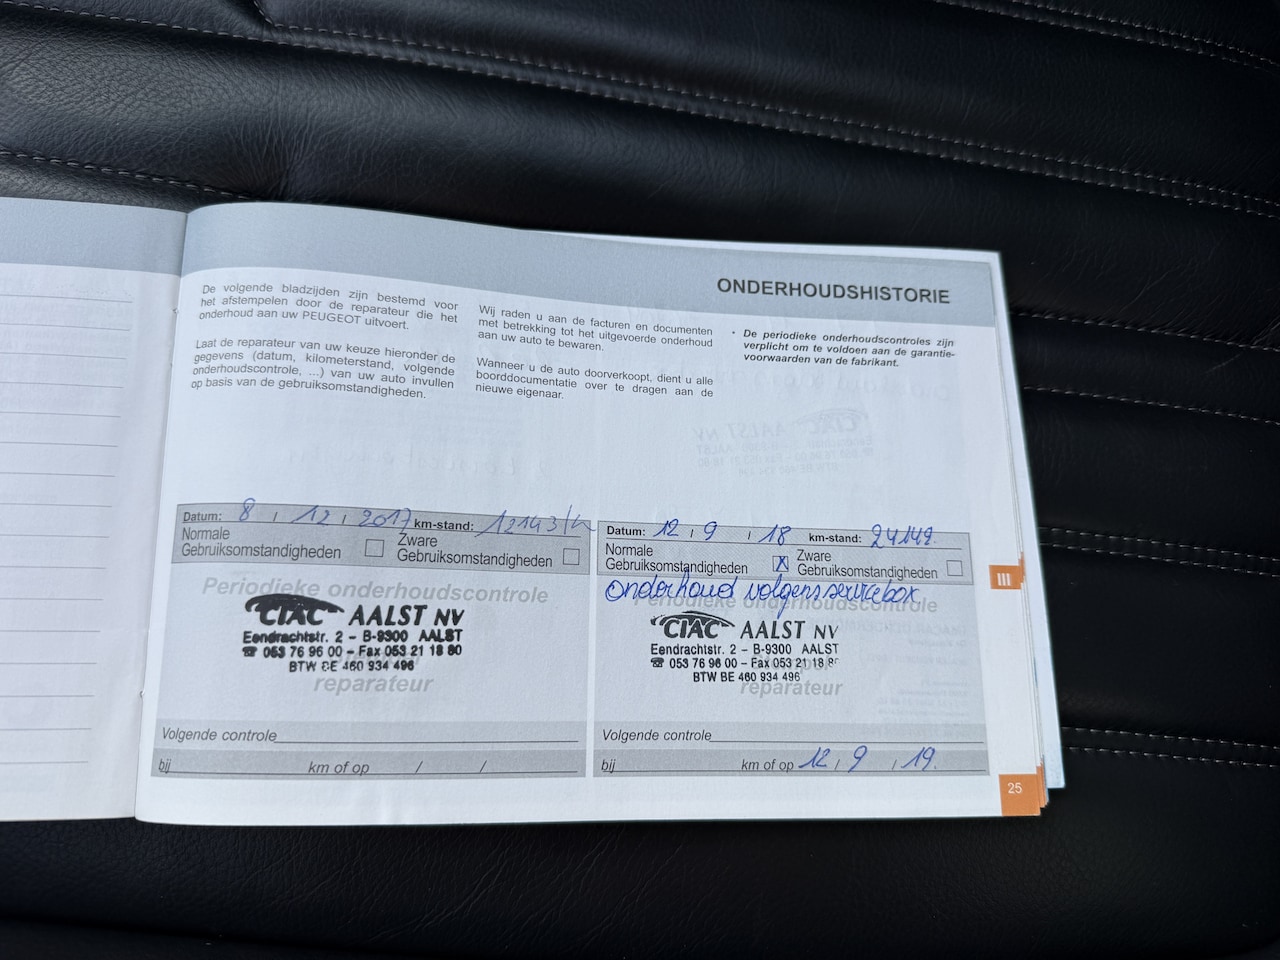 ONDERHOUDSHISTORIE
De volgende bladzijden zijn bestemd voor
het afstempelen door de reparateur die het
onderhoud aan uw PEUGEOT uitvoert.
Laat de reparateur van uw keuze hieronder de
gegevens (datum, kilometerstand, volgende
onderhoudscontrole, ...) van uw auto invullen
op basis van de gebruiksomstandigheden.
Wij raden u aan de facturen en documenten
met betrekking tot het uitgevoerde onderhoud
aan uw auto te bewaren.
Wanneer u de auto doorverkoopt, dient u alle
boorddocumentatie over te dragen aan de
nieuwe eigenaar.
• De periodieke onderhoudscontroles zijn
verplicht om te voldoen aan de garantie-
voorwaarden van de fabrikant.
Datum: 8 / 12 / 2017 km-stand: 12143
Normale
Gebruiksomstandigheden
Zware
Gebruiksomstandigheden
Periodieke onderhoudscontrole
CIAC AALST NV
Eendrachtstr. 2 - B-9300 AALST
☎ 053 76 96 00 - Fax 053 21 18 80
BTW BE 460 934 496
reparateur
Volgende controle
bij km of op / /
Datum: 12 / 9 / 18 km-stand: 24149.
Normale
Gebruiksomstandigheden X
Zware
Gebruiksomstandigheden
onderhoud volgens servicebox
Periodieke onderhoudscontrole
CIAC AALST NV
Eendrachtstr. 2 - B-9300 AALST
☎ 053 76 96 00 - Fax 053 21 18 80
BTW BE 460 934 496
reparateur
Volgende controle
bij km of op 12 / 9 / 19.
III
25